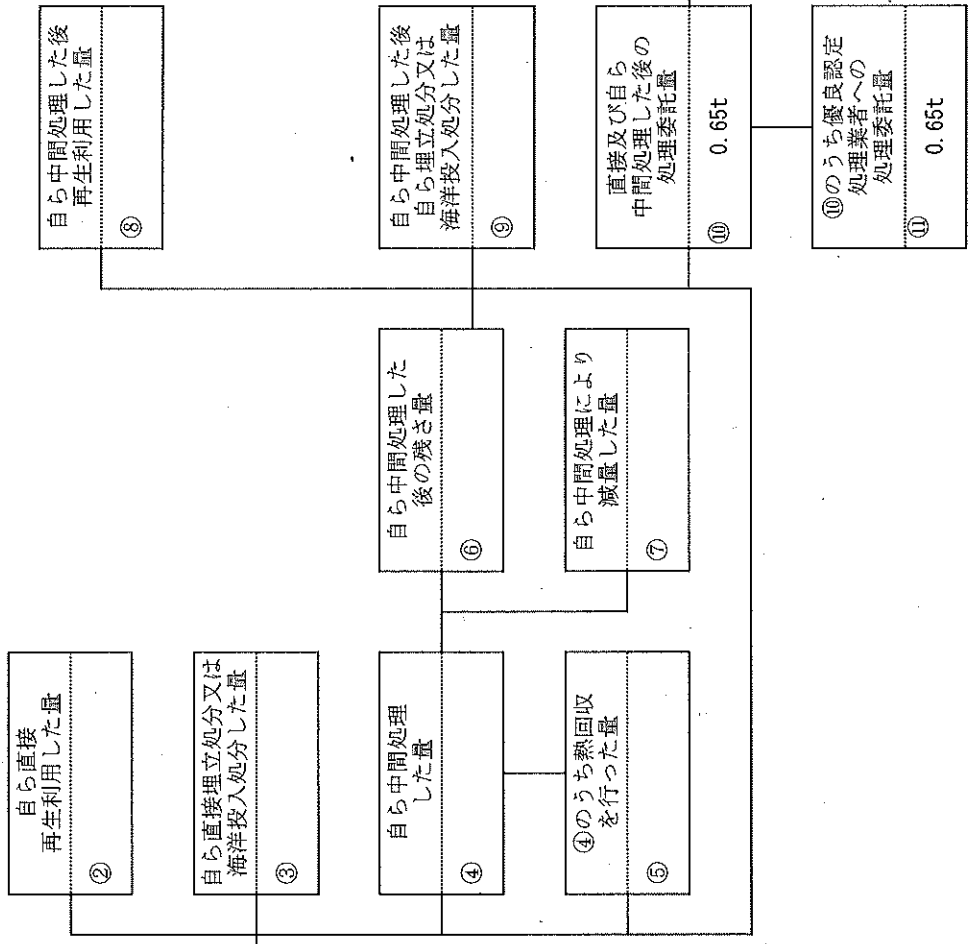 自ら直接
再生利用した量
②
自ら直接埋立処分又は
海洋投入処分した量
③
自ら中間処理
した量
④
④のうち熱回収
を行った量
⑤
自ら中間処理した
後の残さ量
⑥
自ら中間処理により
減量した量
⑦
自ら中間処理した後
再生利用した量
⑧
自ら中間処理した後
自ら埋立処分又は
海洋投入処分した量
⑨
直接及び自ら
中間処理した後の
処理委託量
⑩ 0.65t
⑩のうち優良認定
処理業者への
処理委託量
⑪ 0.65t